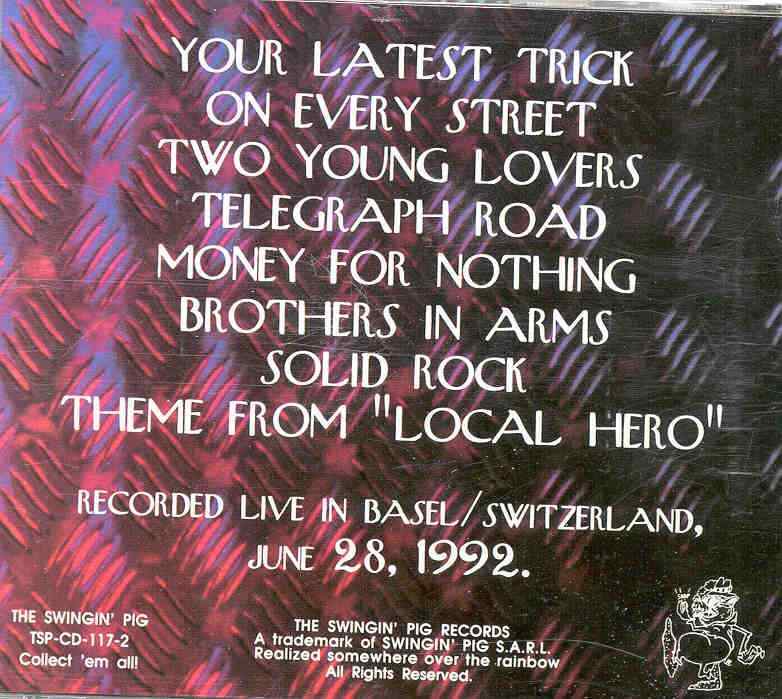 YOUR LATEST TRICK
ON EVERY STREET
TWO YOUNG LOVERS
TELEGRAPH ROAD
MONEY FOR NOTHING
BROTHERS IN ARMS
SOLID ROCK
THEME FROM "LOCAL HERO"
RECORDED LIVE IN BASEL/SWITZERLAND,
JUNE 28, 1992.
THE SWINGIN' PIG
TSP-CD-117-2
Collect 'em all!
THE SWINGIN' PIG RECORDS
A trademark of SWINGIN' PIG S.A.R.L.
Realized somewhere over the rainbow
All Rights Reserved.